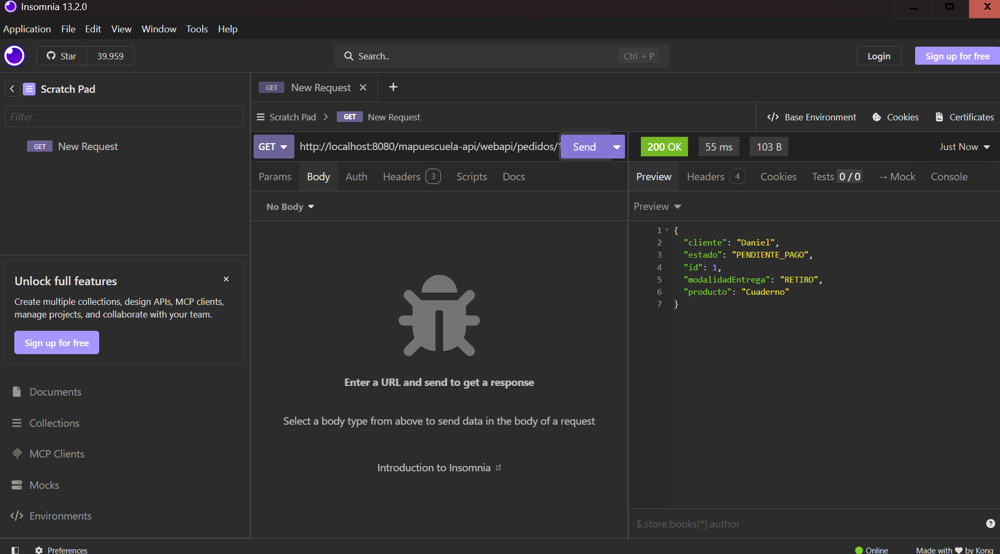 Insomnia 13.2.0
Application File Edit View Window Tools Help
Star 39.959
Search..
Ctrl + P
Login
Sign up for free
Scratch Pad
Filter
GET New Request
Unlock full features
Create multiple collections, design APIs, MCP clients,
manage projects, and collaborate with your team.
Sign up for free
Documents
Collections
MCP Clients
Mocks
Environments
GET New Request
Scratch Pad GET New Request
Base Environment Cookies Certificates
GET http://localhost:8080/mapuescuela-api/webapi/pedidos/1 Send
Params Body Auth Headers 3 Scripts Docs
No Body
Enter a URL and send to get a response
Select a body type from above to send data in the body of a request
Introduction to Insomnia
200 OK 55 ms 103 B Just Now
Preview Headers 4 Cookies Tests 0 / 0 → Mock Console
Preview
1 {
2 "cliente": "Daniel",
3 "estado": "PENDIENTE_PAGO",
4 "id": 1,
5 "modalidadEntrega": "RETIRO",
6 "producto": "Cuaderno"
7 }
$.store.books[*].author
?
Preferences
Online
Made with ♥ by Kong